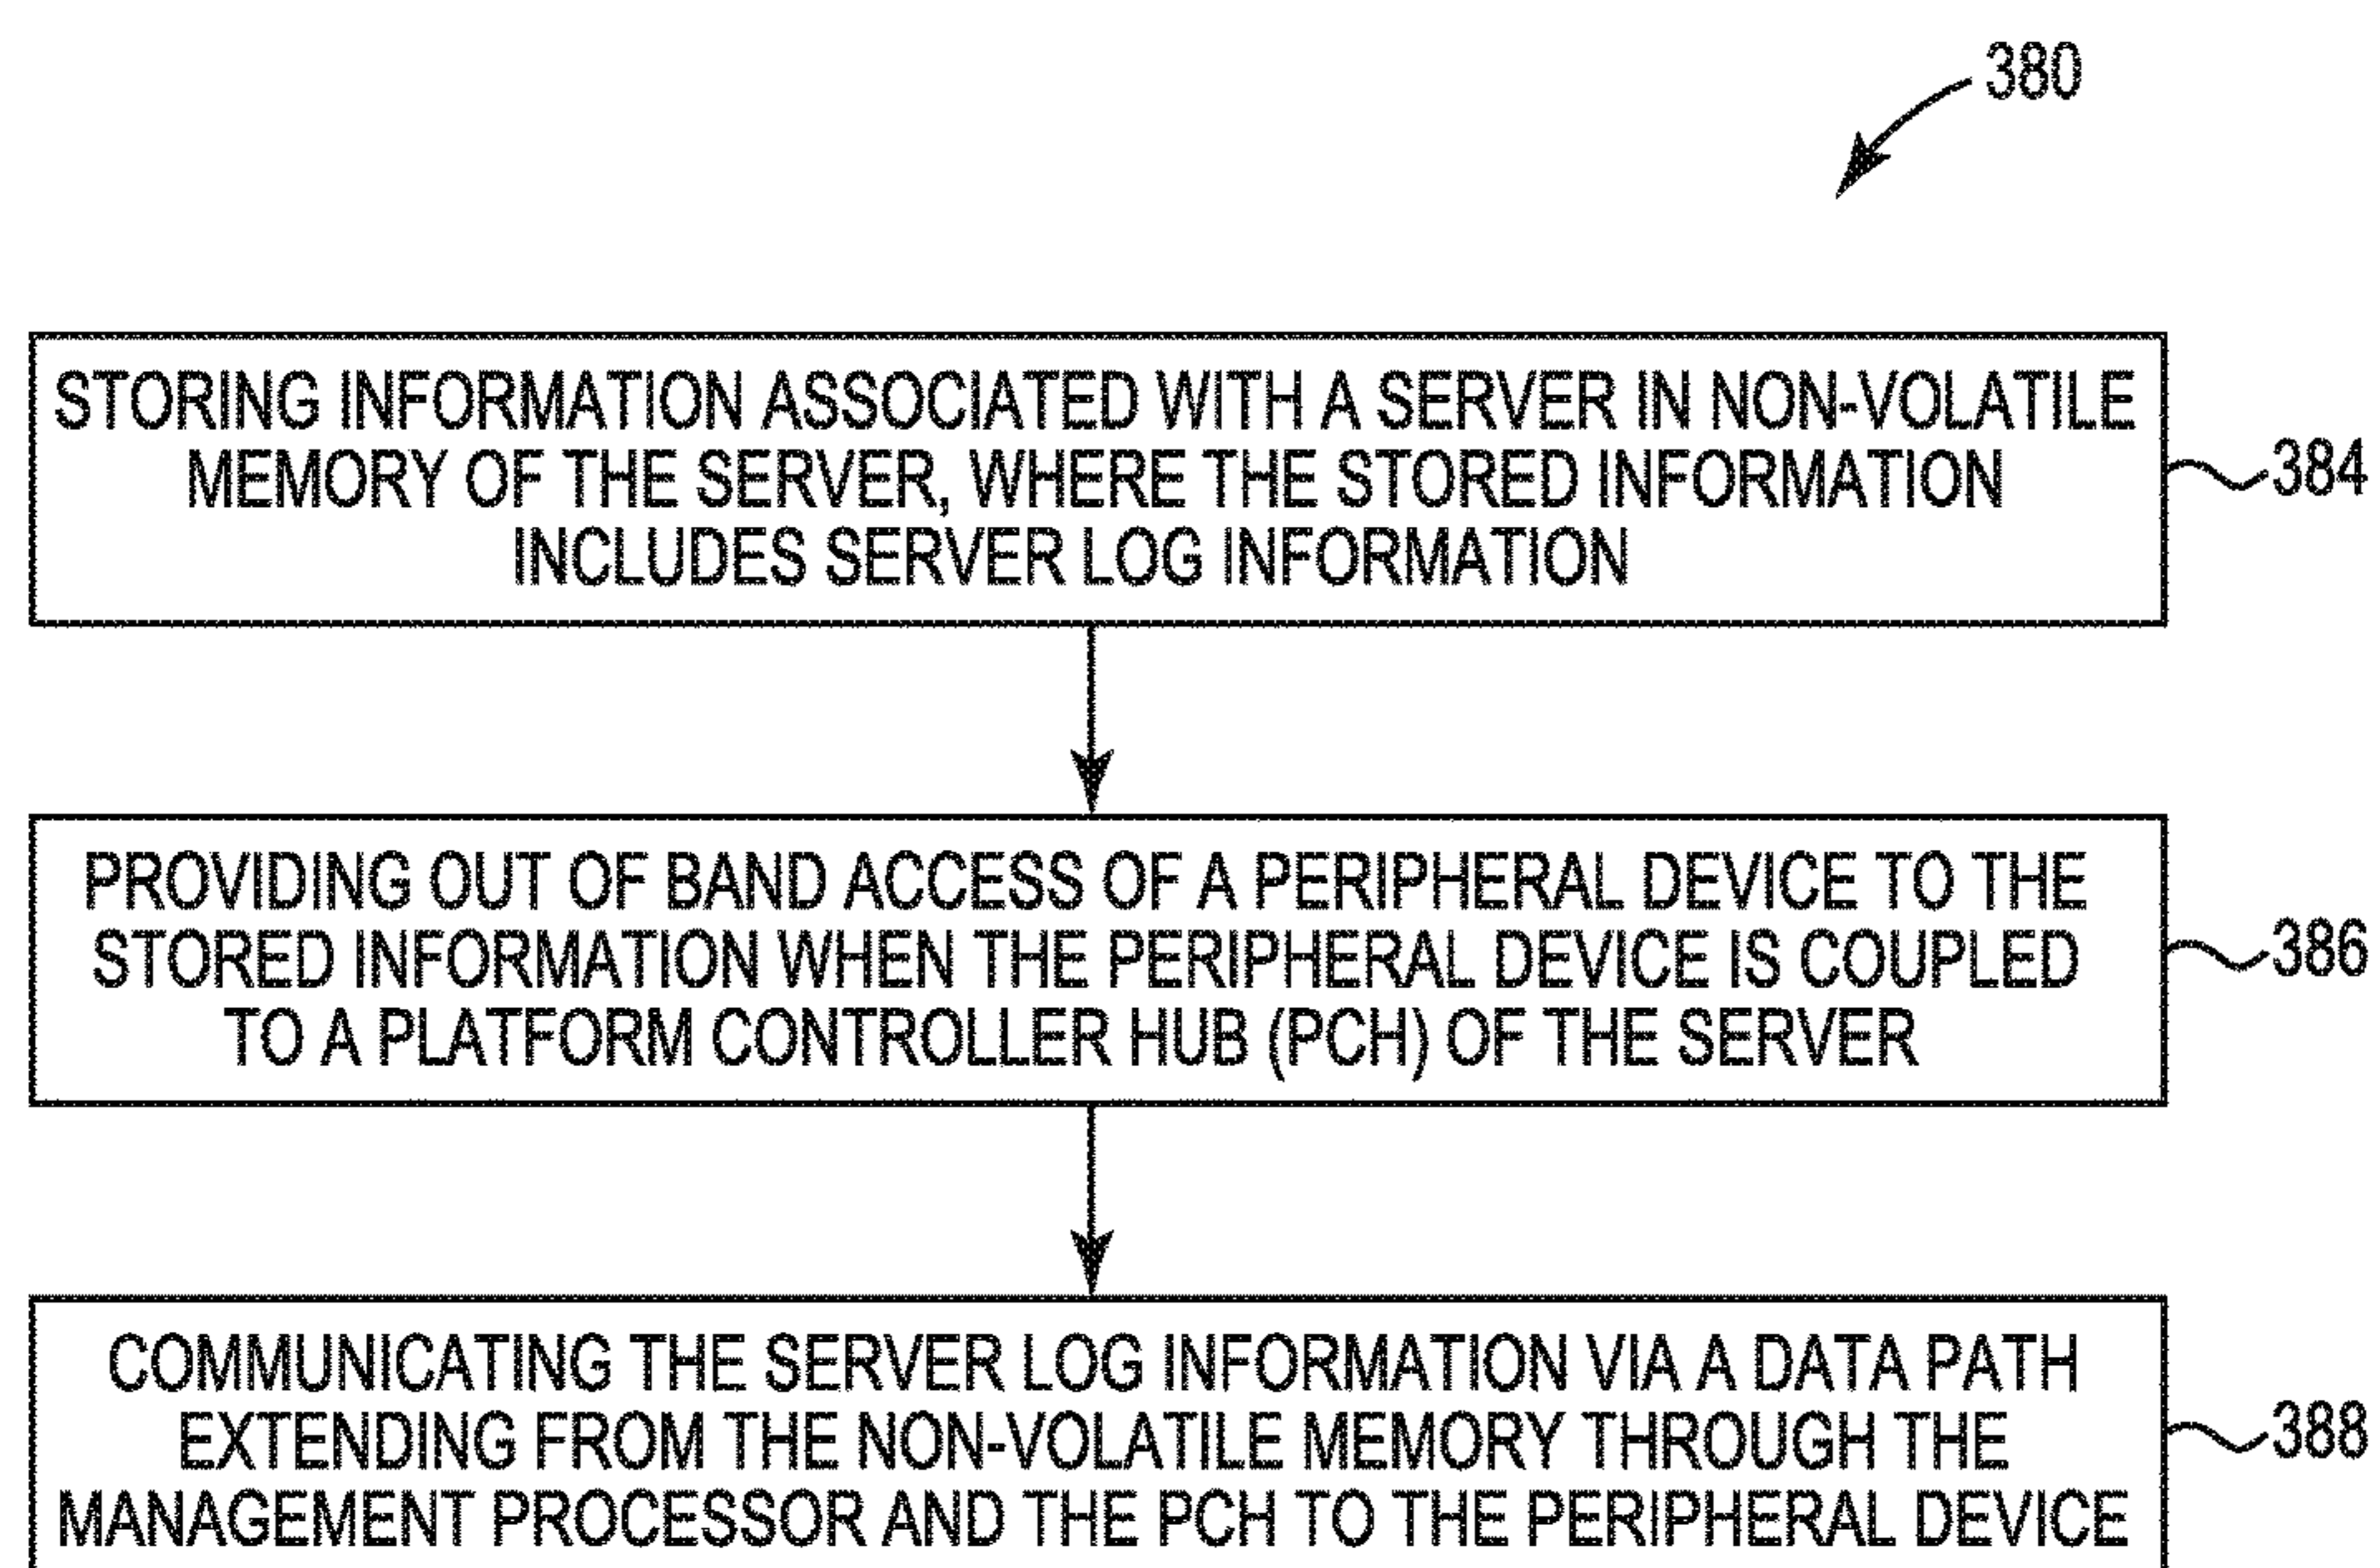 380
STORING INFORMATION ASSOCIATED WITH A SERVER IN NON-VOLATILE
MEMORY OF THE SERVER, WHERE THE STORED INFORMATION
INCLUDES SERVER LOG INFORMATION
384
PROVIDING OUT OF BAND ACCESS OF A PERIPHERAL DEVICE TO THE
STORED INFORMATION WHEN THE PERIPHERAL DEVICE IS COUPLED
TO A PLATFORM CONTROLLER HUB (PCH) OF THE SERVER
386
COMMUNICATING THE SERVER LOG INFORMATION VIA A DATA PATH
EXTENDING FROM THE NON-VOLATILE MEMORY THROUGH THE
MANAGEMENT PROCESSOR AND THE PCH TO THE PERIPHERAL DEVICE
388